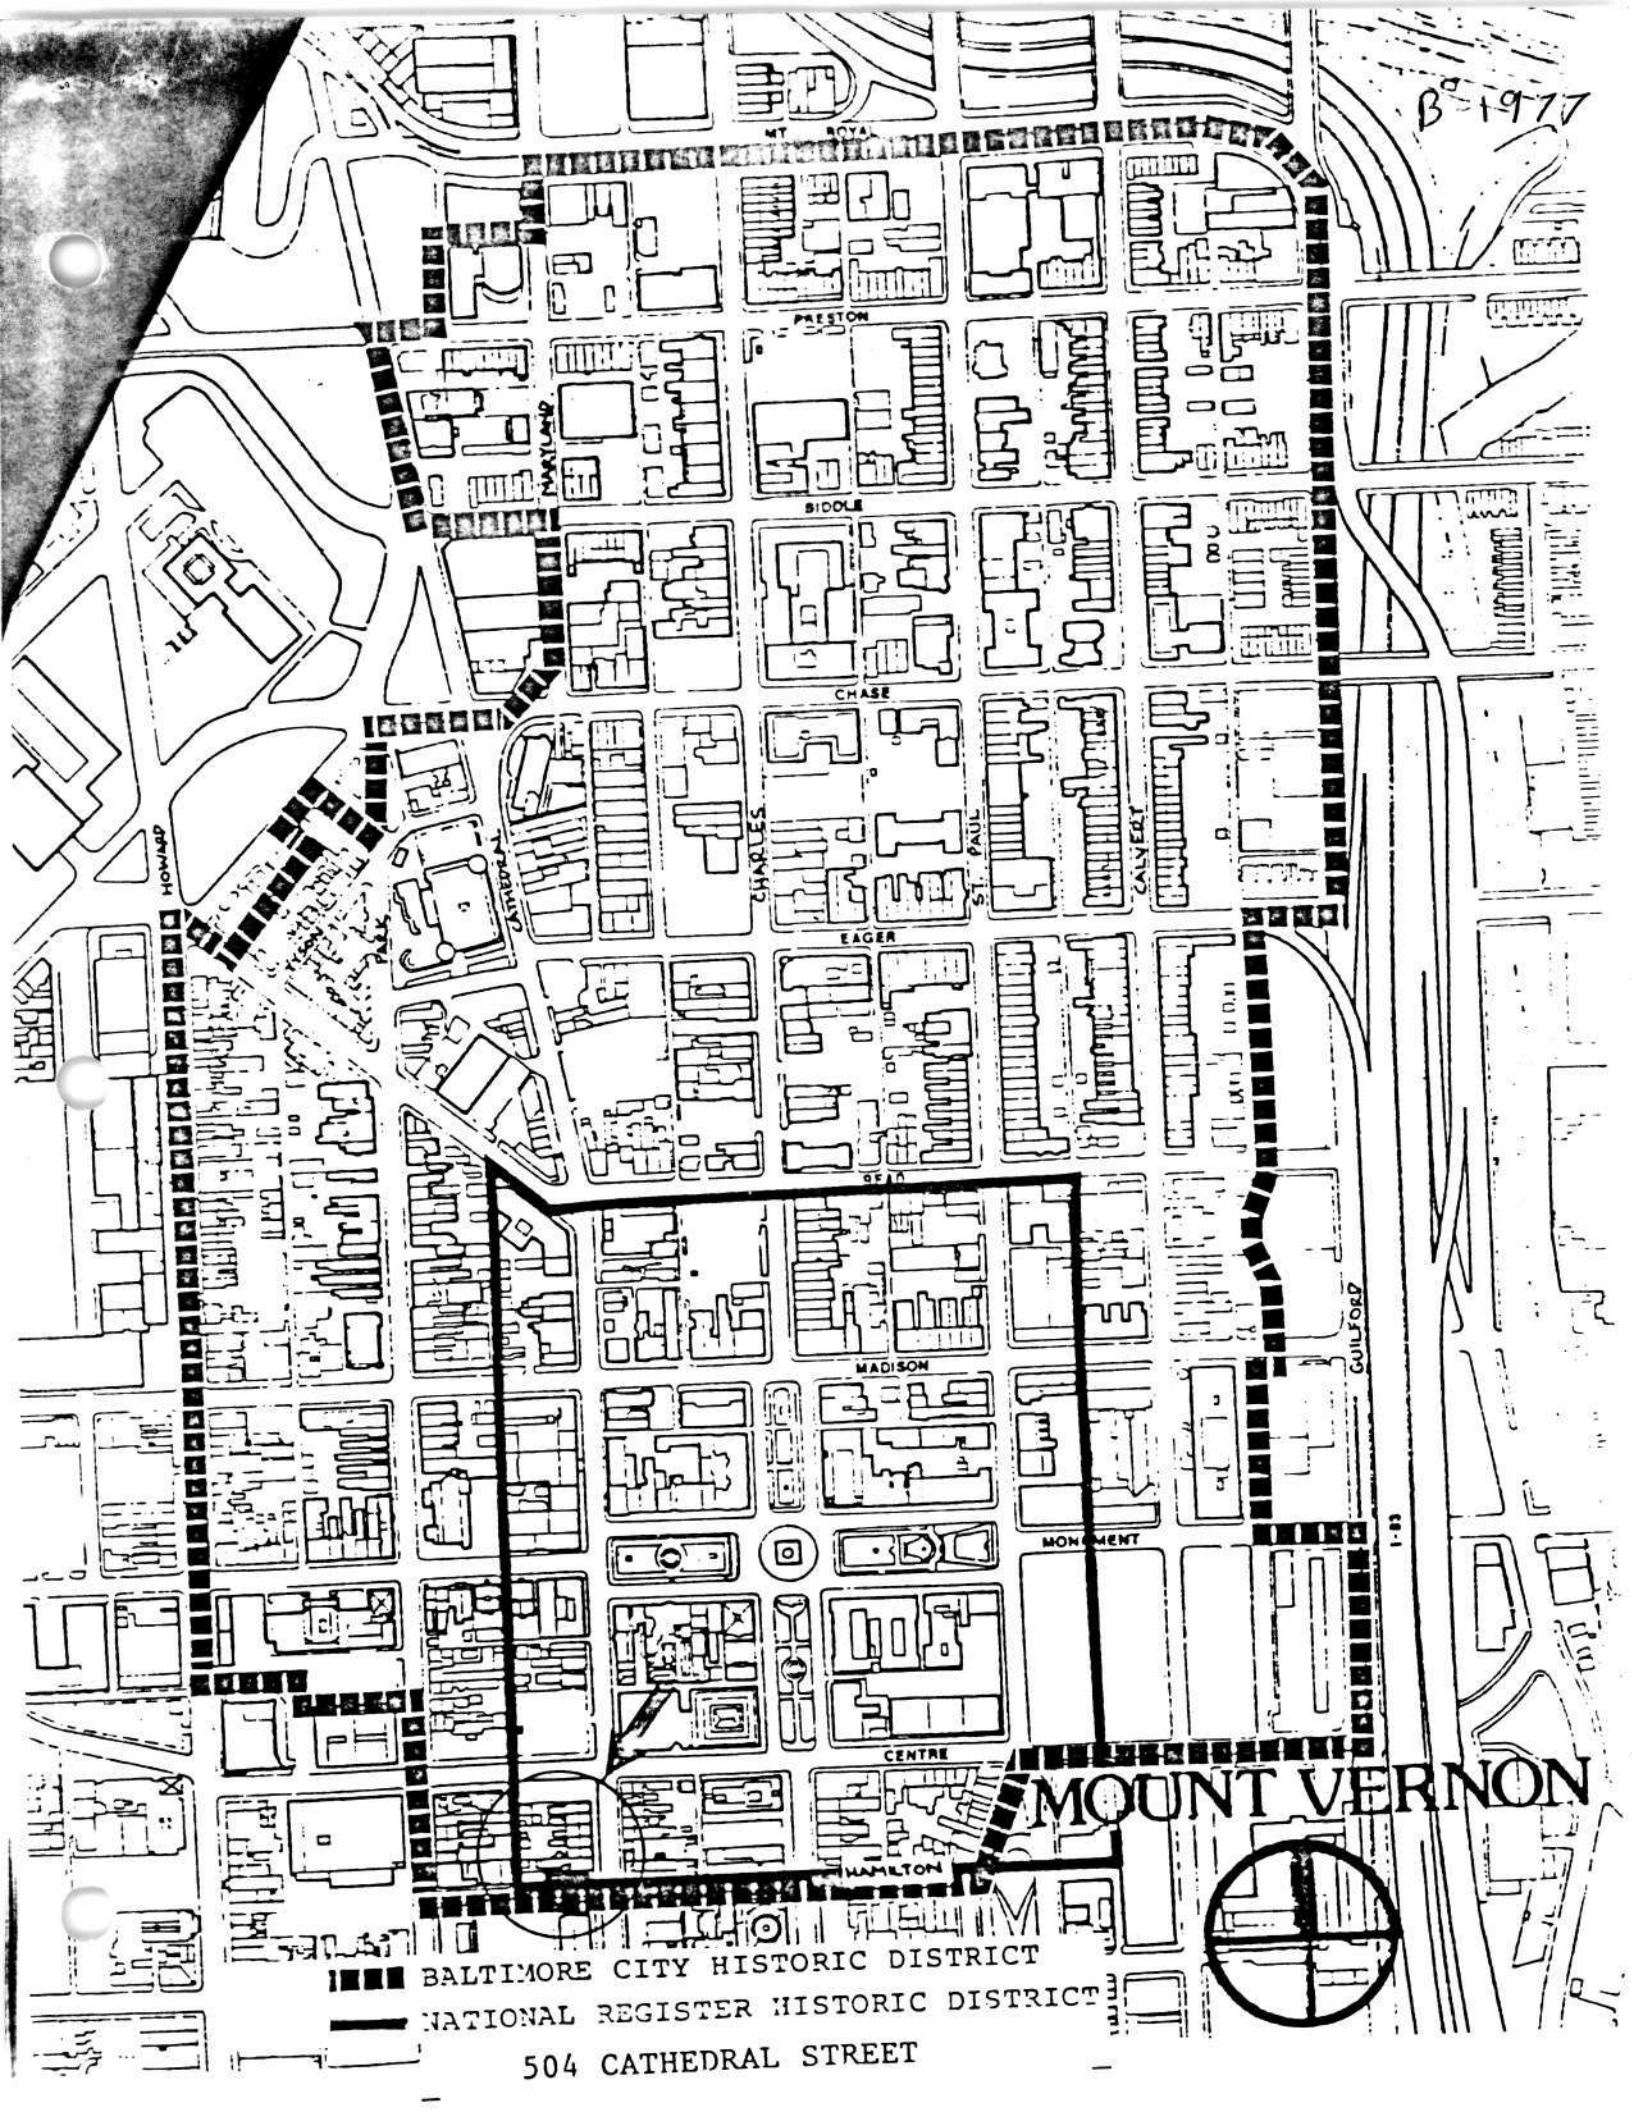 B a 1977
MT ROYAL
PRESTON
MARYLAND
BIDDLE
CHASE
HOWARD
CATHEDRAL
CHARLES
ST. PAUL
CALVERT
TYSON
PARK
EAGER
READ
GUILFORD
MADISON
I-83
MONUMENT
CENTRE
MOUNT VERNON
HAMILTON
BALTIMORE CITY HISTORIC DISTRICT
NATIONAL REGISTER HISTORIC DISTRICT
504 CATHEDRAL STREET